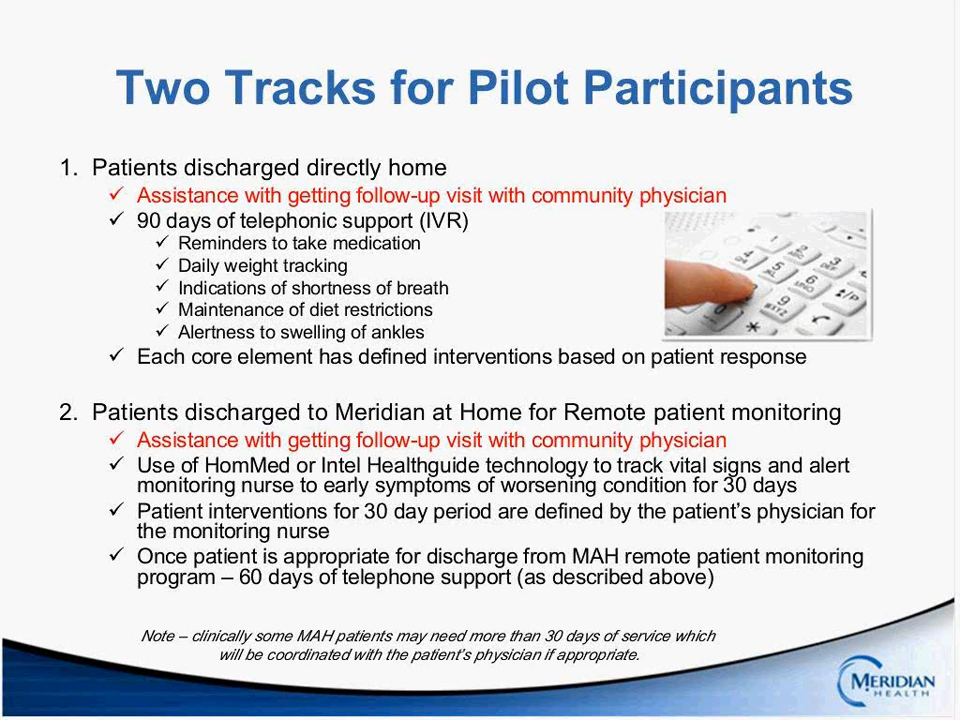 Two Tracks for Pilot Participants
1. Patients discharged directly home
✓ Assistance with getting follow-up visit with community physician
✓ 90 days of telephonic support (IVR)
✓ Reminders to take medication
✓ Daily weight tracking
✓ Indications of shortness of breath
✓ Maintenance of diet restrictions
✓ Alertness to swelling of ankles
✓ Each core element has defined interventions based on patient response
2. Patients discharged to Meridian at Home for Remote patient monitoring
✓ Assistance with getting follow-up visit with community physician
✓ Use of HomMed or Intel Healthguide technology to track vital signs and alert
monitoring nurse to early symptoms of worsening condition for 30 days
✓ Patient interventions for 30 day period are defined by the patient's physician for
the monitoring nurse
✓ Once patient is appropriate for discharge from MAH remote patient monitoring
program – 60 days of telephone support (as described above)
Note – clinically some MAH patients may need more than 30 days of service which
will be coordinated with the patient's physician if appropriate.
MERIDIAN
HEALTH